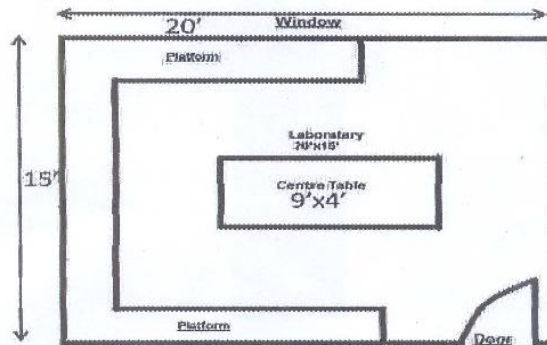 Window
20'
Platform
Laboratary
20'x15'
15'
Centre Table
9'x4'
Platform
Door